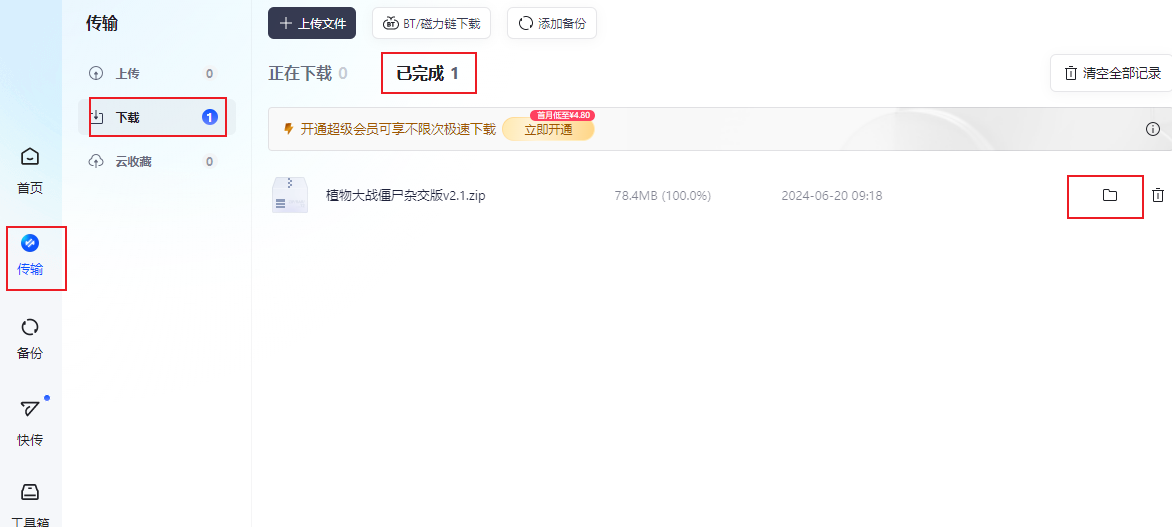 首页
传输
备份
快传
工具箱
传输
上传 0
下载 1
云收藏 0
上传文件 BT BT/磁力链下载 添加备份
正在下载 0 已完成 1 清空全部记录
首月低至¥4.80
开通超级会员可享不限次极速下载 立即开通
植物大战僵尸杂交版v2.1.zip 78.4MB (100.0%) 2024-06-20 09:18